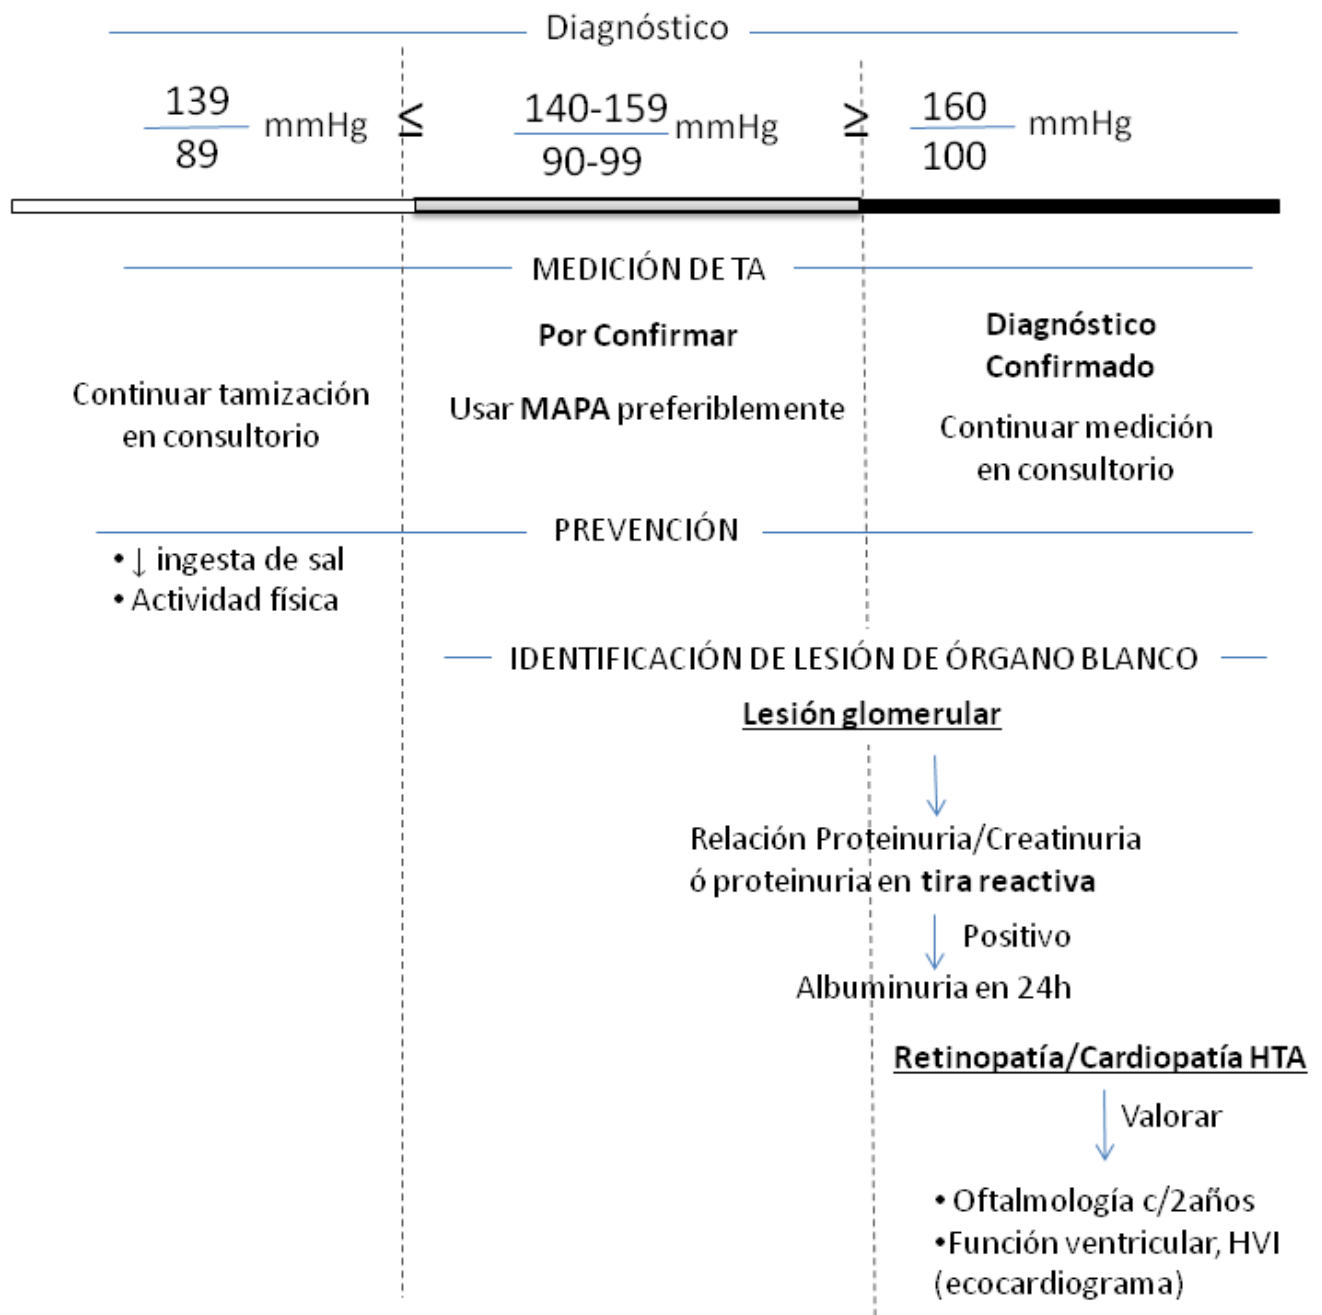 Diagnóstico
139
89
mmHg
≤
140-159
90-99
mmHg
≥
160
100
mmHg
MEDICIÓN DE TA
Continuar tamización
en consultorio
Por Confirmar
Usar MAPA preferiblemente
Diagnóstico
Confirmado
Continuar medición
en consultorio
PREVENCIÓN
• ↓ ingesta de sal
• Actividad física
IDENTIFICACIÓN DE LESIÓN DE ÓRGANO BLANCO
Lesión glomerular
Relación Proteinuria/Creatinuria
ó proteinuria en tira reactiva
Positivo
Albuminuria en 24h
Retinopatía/Cardiopatía HTA
Valorar
• Oftalmología c/2años
•Función ventricular, HVI
(ecocardiograma)